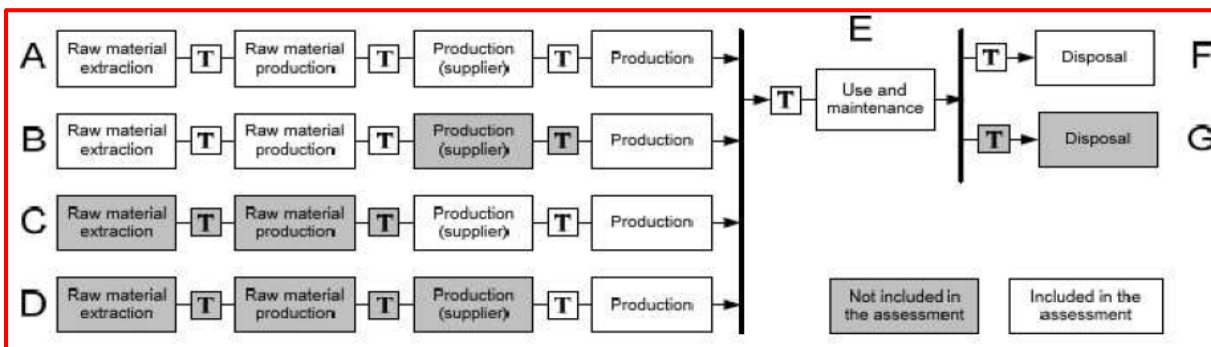 A
Raw material
extraction
T
Raw material
production
T
Production
(supplier)
T
Production
B
Raw material
extraction
T
Raw material
production
T
Production
(supplier)
T
Production
C
Raw material
extraction
T
Raw material
production
T
Production
(supplier)
T
Production
D
Raw material
extraction
T
Raw material
production
T
Production
(supplier)
T
Production
E
T
Use and
maintenance
T
Disposal
F
T
Disposal
G
Not included in
the assessment
Included in the
assessment